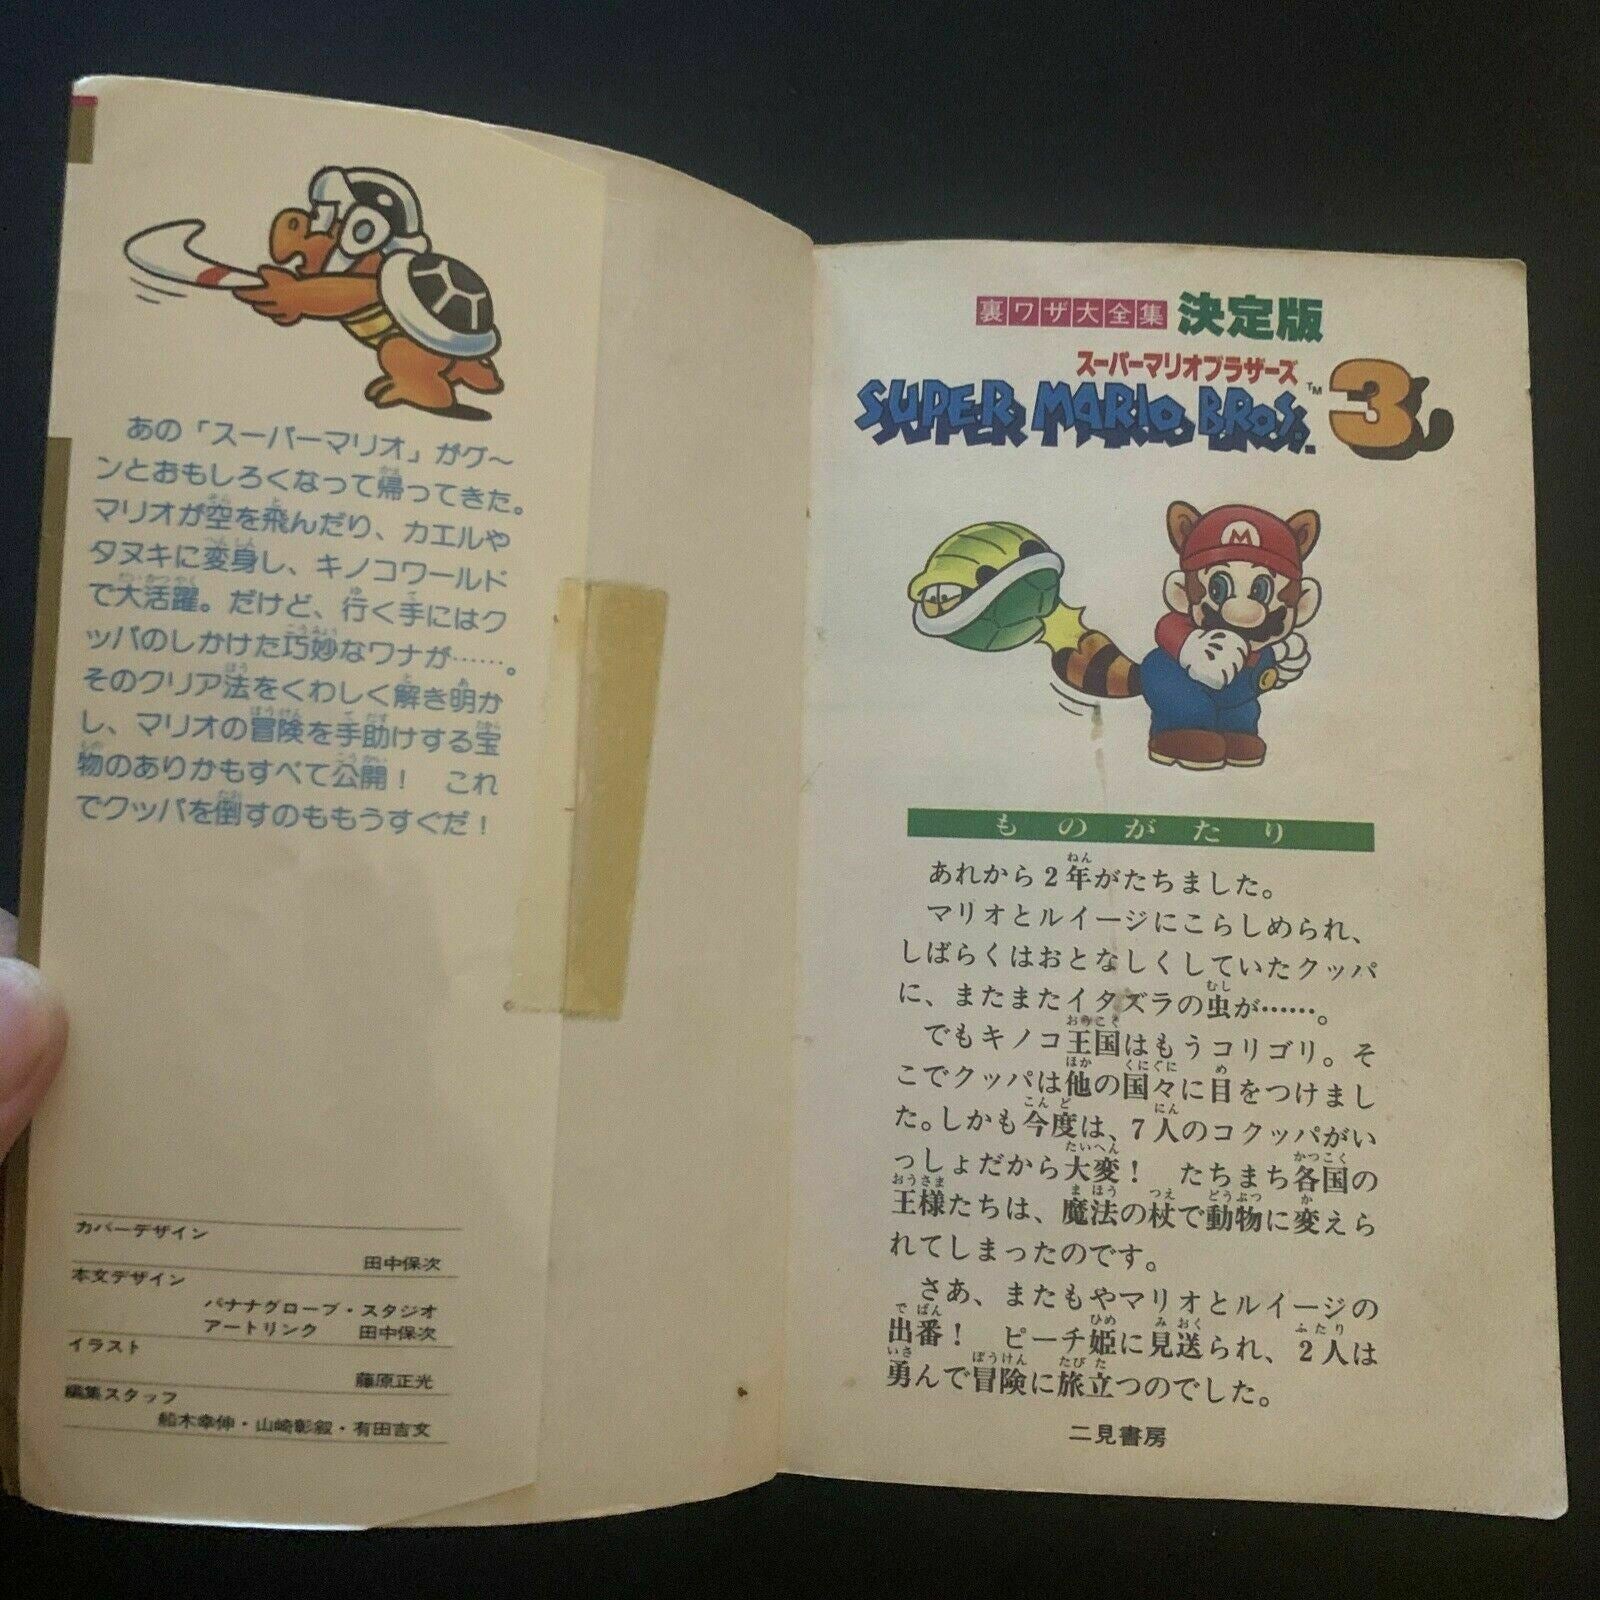 あの「スーパーマリオ」がグ〜
ンとおもしろくなって帰ってきた。
マリオが空を飛んだり、カエルや
タヌキに変身し、キノコワールド
で大活躍。だけど、行く手にはク
ッパのしかけた巧妙なワナが……。
そのクリア法をくわしく解き明か
し、マリオの冒険を手助けする宝
物のありかもすべて公開！　これ
でクッパを倒すのももうすぐだ！
カバーデザイン
田中保次
本文デザイン
バナナグローブ・スタジオ
アートリンク　田中保次
イラスト
藤原正光
編集スタッフ
船木幸伸・山崎彰叙・有田吉文
裏ワザ大全集 決定版
スーパーマリオブラザーズ
SUPER MARIO BROS.™ 3
M
ものがたり
あれから2年がたちました。
マリオとルイージにこらしめられ、
しばらくはおとなしくしていたクッパ
に、またまたイタズラの虫が……。
でもキノコ王国はもうコリゴリ。そ
こでクッパは他の国々に目をつけまし
た。しかも今度は、7人のコクッパがい
っしょだから大変！　たちまち各国の
王様たちは、魔法の杖で動物に変えら
れてしまったのです。
さあ、またもやマリオとルイージの
出番！　ピーチ姫に見送られ、2人は
勇んで冒険に旅立つのでした。
二見書房